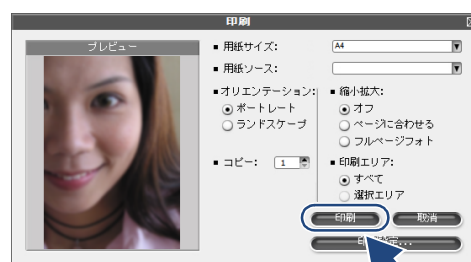 印刷
プレビュー
用紙サイズ: A4
用紙ソース:
オリエンテーション:
ポートレート
ランドスケープ
縮小拡大:
オフ
ページに合わせる
フルページフォト
コピー: 1
印刷エリア:
すべて
選択エリア
印刷 取消